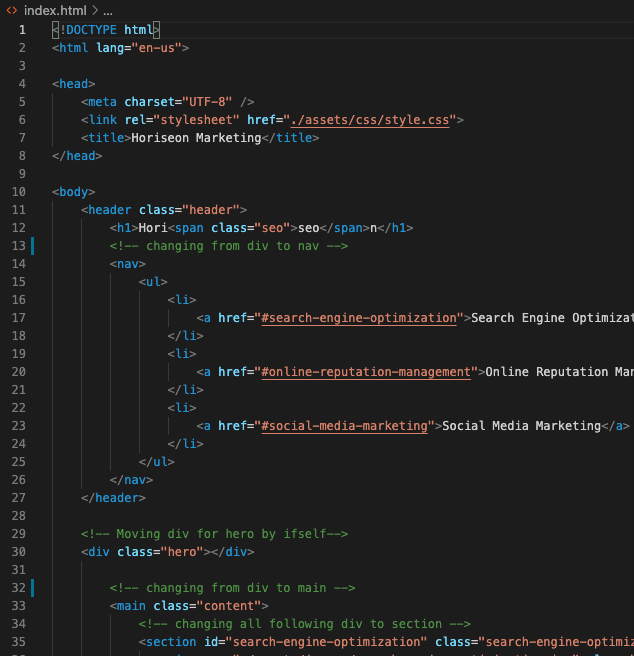 <> index.html > ...
1 <!DOCTYPE html>
2 <html lang="en-us">
3
4 <head>
5 <meta charset="UTF-8" />
6 <link rel="stylesheet" href="./assets/css/style.css">
7 <title>Horiseon Marketing</title>
8 </head>
9
10 <body>
11 <header class="header">
12 <h1>Hori<span class="seo">seo</span>n</h1>
13 <!-- changing from div to nav -->
14 <nav>
15 <ul>
16 <li>
17 <a href="#search-engine-optimization">Search Engine Optimizat
18 </li>
19 <li>
20 <a href="#online-reputation-management">Online Reputation Mar
21 </li>
22 <li>
23 <a href="#social-media-marketing">Social Media Marketing</a>
24 </li>
25 </ul>
26 </nav>
27 </header>
28
29 <!-- Moving div for hero by ifself-->
30 <div class="hero"></div>
31
32 <!-- changing from div to main -->
33 <main class="content">
34 <!-- changing all following div to section -->
35 <section id="search-engine-optimization" class="search-engine-optimiz